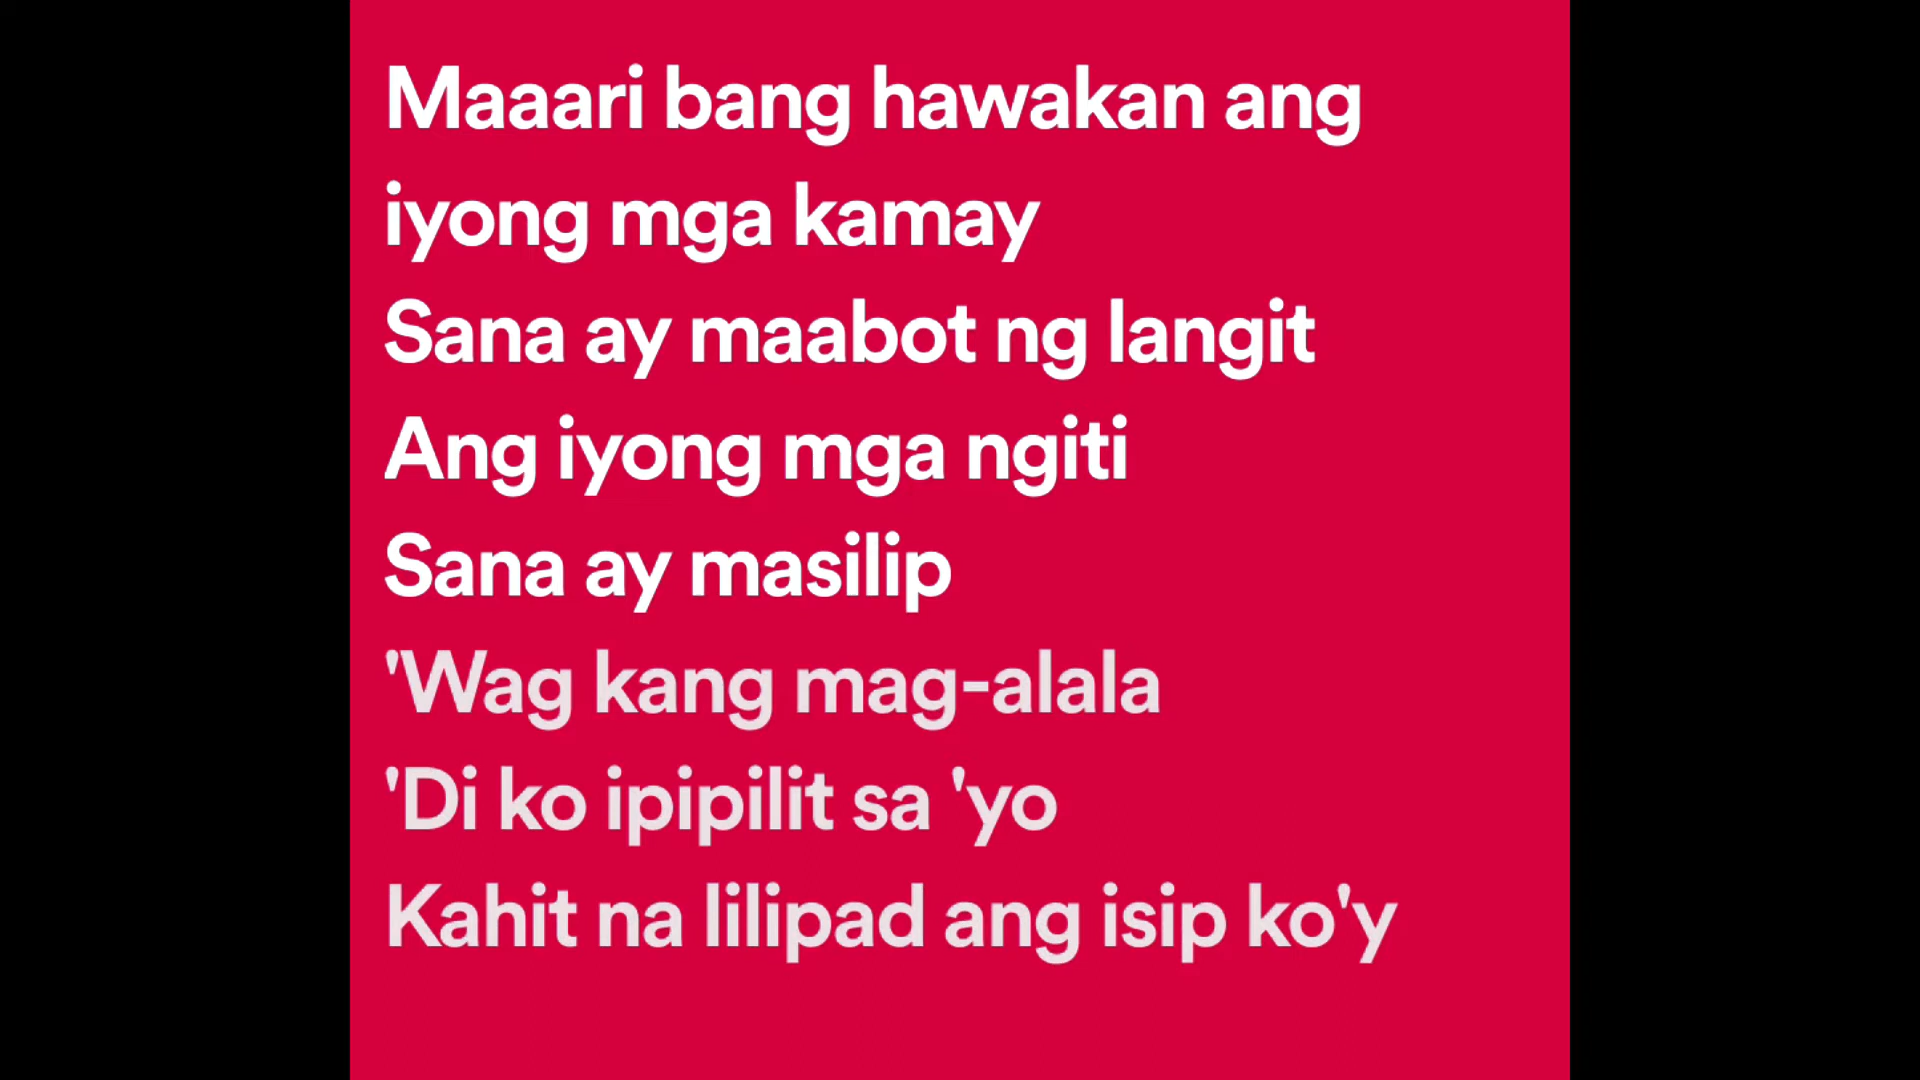 Maaari bang hawakan ang
iyong mga kamay
Sana ay maabot ng langit
Ang iyong mga ngiti
Sana ay masilip
'Wag kang mag-alala
'Di ko ipipilit sa 'yo
Kahit na lilipad ang isip ko'y